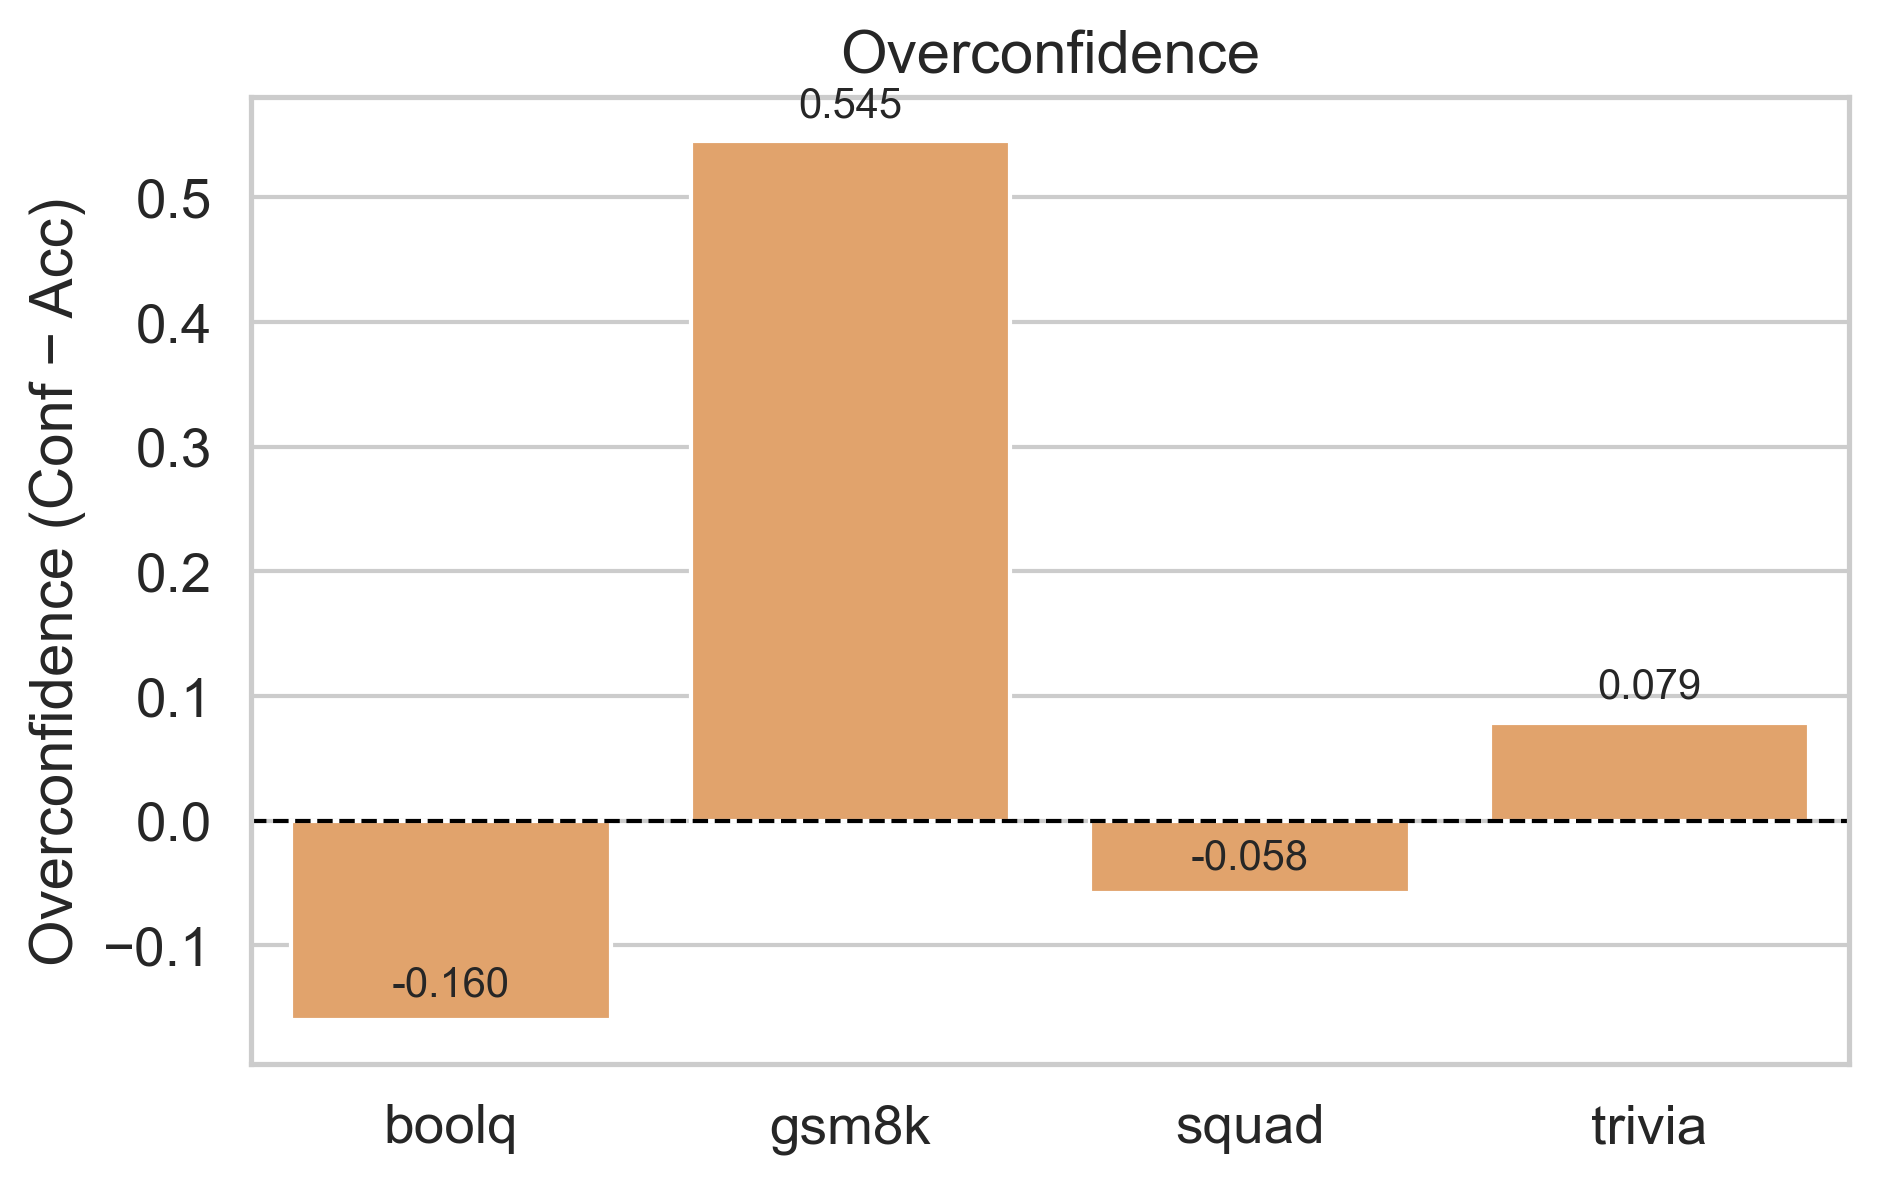 Overconfidence
0.545
0.5
0.4
0.3
0.2
0.1
0.0
−0.1
Overconfidence (Conf − Acc)
0.079
-0.058
-0.160
boolq
gsm8k
squad
trivia